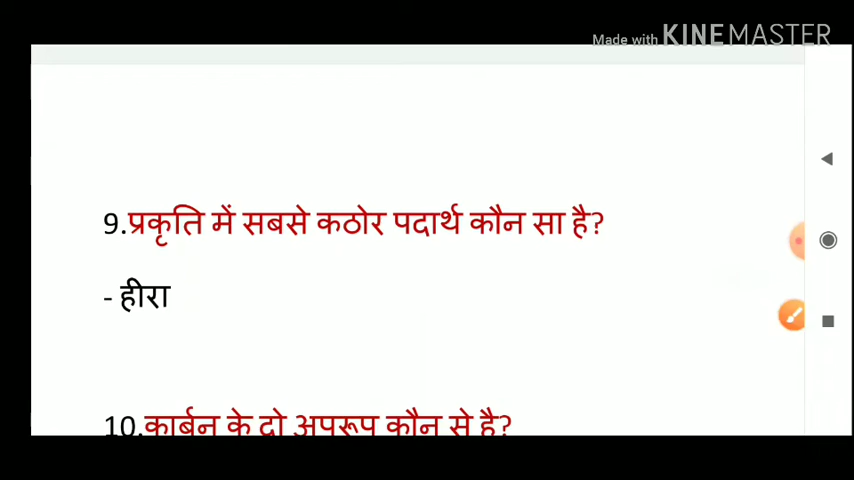 Made with KINEMASTER
9.प्रकृति में सबसे कठोर पदार्थ कौन सा है?
- हीरा
10.कार्बन के दो अपरूप कौन से है?